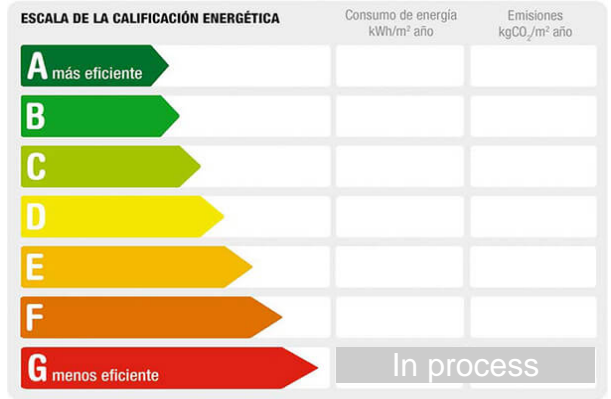 ESCALA DE LA CALIFICACIÓN ENERGÉTICA
Consumo de energía
kWh/m² año
Emisiones
kgCO₂/m² año
A más eficiente
B
C
D
E
F
G menos eficiente
In process